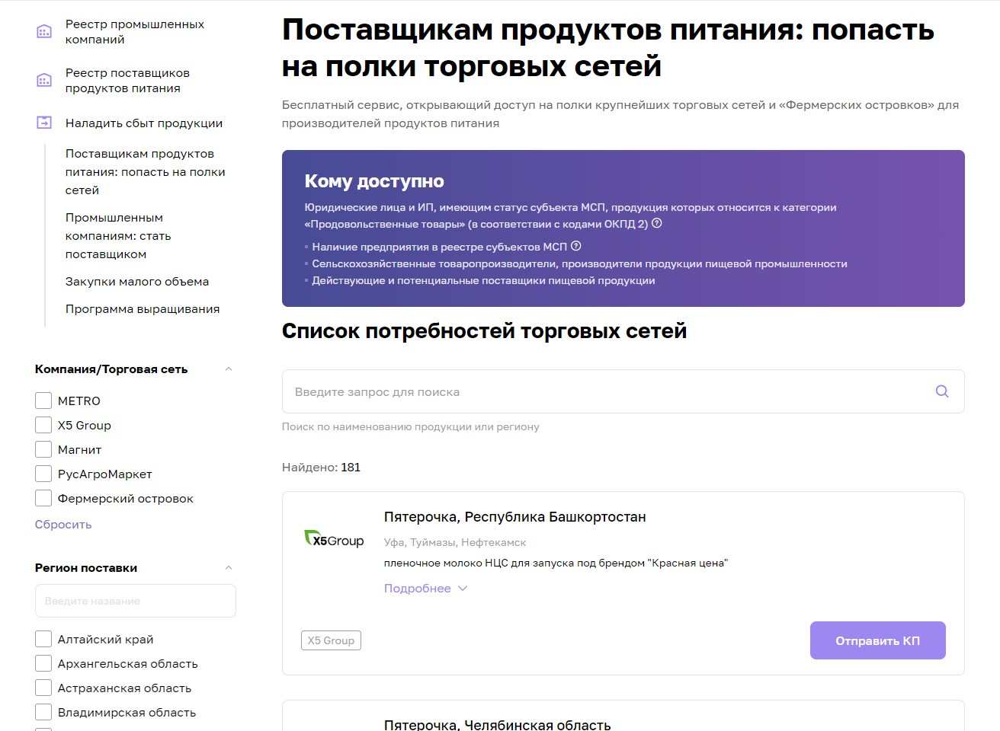 Реестр промышленных
компаний
Реестр поставщиков
продуктов питания
Наладить сбыт продукции
Поставщикам продуктов
питания: попасть на полки
сетей
Промышленным
компаниям: стать
поставщиком
Закупки малого объема
Программа выращивания
Компания/Торговая сеть
METRO
X5 Group
Магнит
РусАгроМаркет
Фермерский островок
Сбросить
Регион поставки
Введите название
Алтайский край
Архангельская область
Астраханская область
Владимирская область
Поставщикам продуктов питания: попасть
на полки торговых сетей
Бесплатный сервис, открывающий доступ на полки крупнейших торговых сетей и «Фермерских островков» для
производителей продуктов питания
Кому доступно
Юридические лица и ИП, имеющим статус субъекта МСП, продукция которых относится к категории
«Продовольственные товары» (в соответствии с кодами ОКПД 2) ?
Наличие предприятия в реестре субъектов МСП ?
Сельскохозяйственные товаропроизводители, производители продукции пищевой промышленности
Действующие и потенциальные поставщики пищевой продукции
Список потребностей торговых сетей
Введите запрос для поиска
Поиск по наименованию продукции или региону
Найдено: 181
X5Group
Пятерочка, Республика Башкортостан
Уфа, Туймазы, Нефтекамск
пленочное молоко НЦС для запуска под брендом "Красная цена"
Подробнее
X5 Group
Отправить КП
Пятерочка, Челябинская область